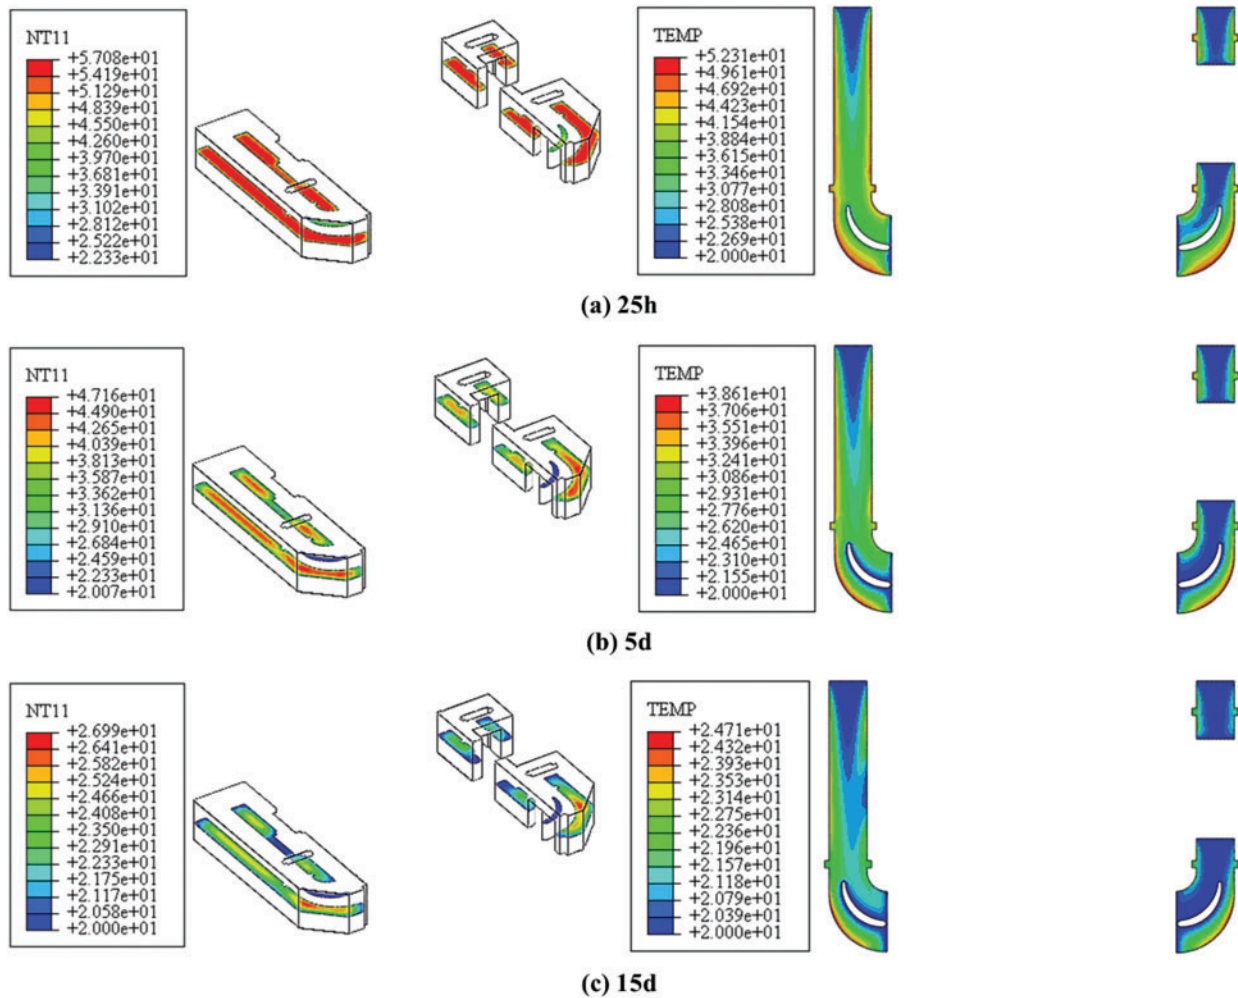 NT11
+5.708e+01
+5.419e+01
+5.129e+01
+4.839e+01
+4.550e+01
+4.260e+01
+3.970e+01
+3.681e+01
+3.391e+01
+3.102e+01
+2.812e+01
+2.522e+01
+2.233e+01
TEMP
+5.231e+01
+4.961e+01
+4.692e+01
+4.423e+01
+4.154e+01
+3.884e+01
+3.615e+01
+3.346e+01
+3.077e+01
+2.808e+01
+2.538e+01
+2.269e+01
+2.000e+01
(a) 25h
NT11
+4.716e+01
+4.490e+01
+4.265e+01
+4.039e+01
+3.813e+01
+3.587e+01
+3.362e+01
+3.136e+01
+2.910e+01
+2.684e+01
+2.459e+01
+2.233e+01
+2.007e+01
TEMP
+3.861e+01
+3.706e+01
+3.551e+01
+3.396e+01
+3.241e+01
+3.086e+01
+2.931e+01
+2.776e+01
+2.620e+01
+2.465e+01
+2.310e+01
+2.155e+01
+2.000e+01
(b) 5d
NT11
+2.699e+01
+2.641e+01
+2.582e+01
+2.524e+01
+2.466e+01
+2.408e+01
+2.350e+01
+2.291e+01
+2.233e+01
+2.175e+01
+2.117e+01
+2.058e+01
+2.000e+01
TEMP
+2.471e+01
+2.432e+01
+2.393e+01
+2.353e+01
+2.314e+01
+2.275e+01
+2.236e+01
+2.196e+01
+2.157e+01
+2.118e+01
+2.079e+01
+2.039e+01
+2.000e+01
(c) 15d